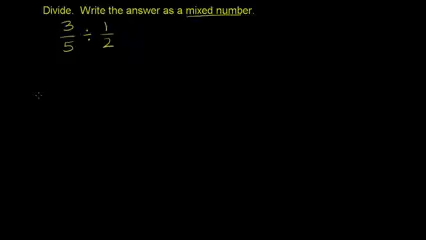 Divide. Write the answer as a mixed number.
3/5 ÷ 1/2